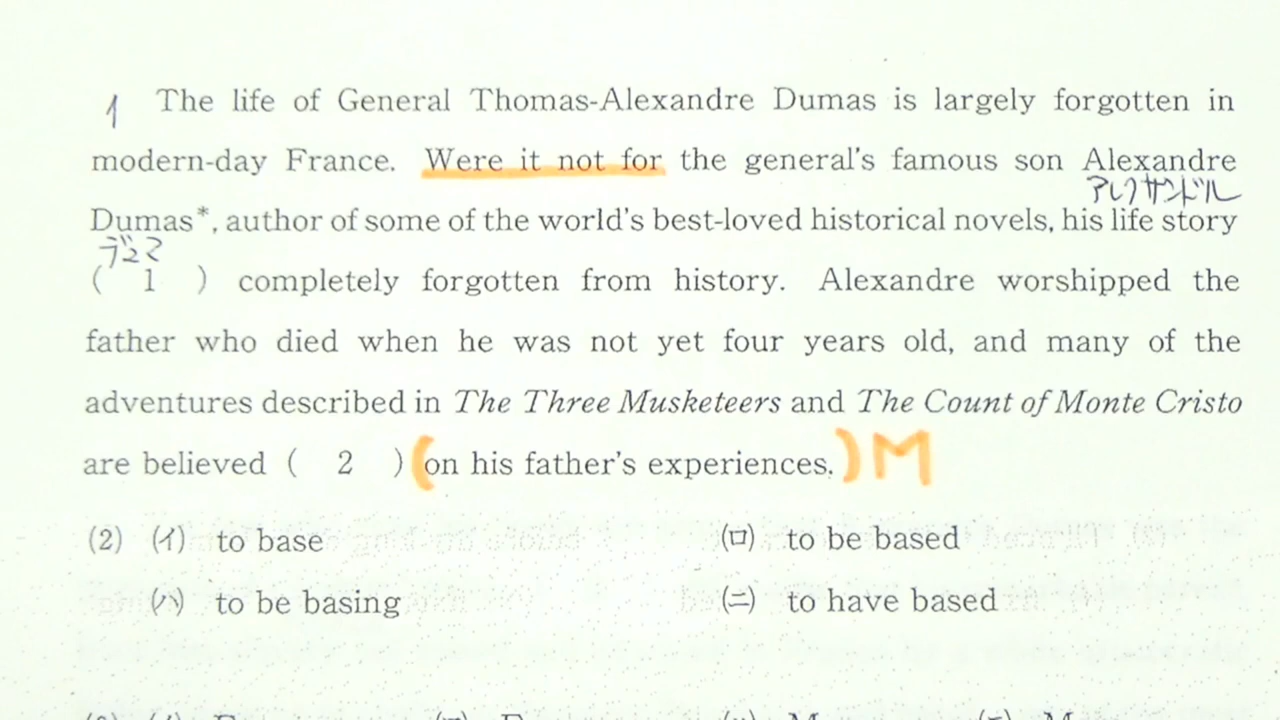 1 The life of General Thomas-Alexandre Dumas is largely forgotten in
modern-day France. Were it not for the general's famous son Alexandre
アレクサンドル
Dumas*, author of some of the world's best-loved historical novels, his life story
デュマ
( 1 ) completely forgotten from history. Alexandre worshipped the
father who died when he was not yet four years old, and many of the
adventures described in The Three Musketeers and The Count of Monte Cristo
are believed ( 2 ) (on his father's experiences.) M
(2) (イ) to base (ロ) to be based
(ハ) to be basing (ニ) to have based